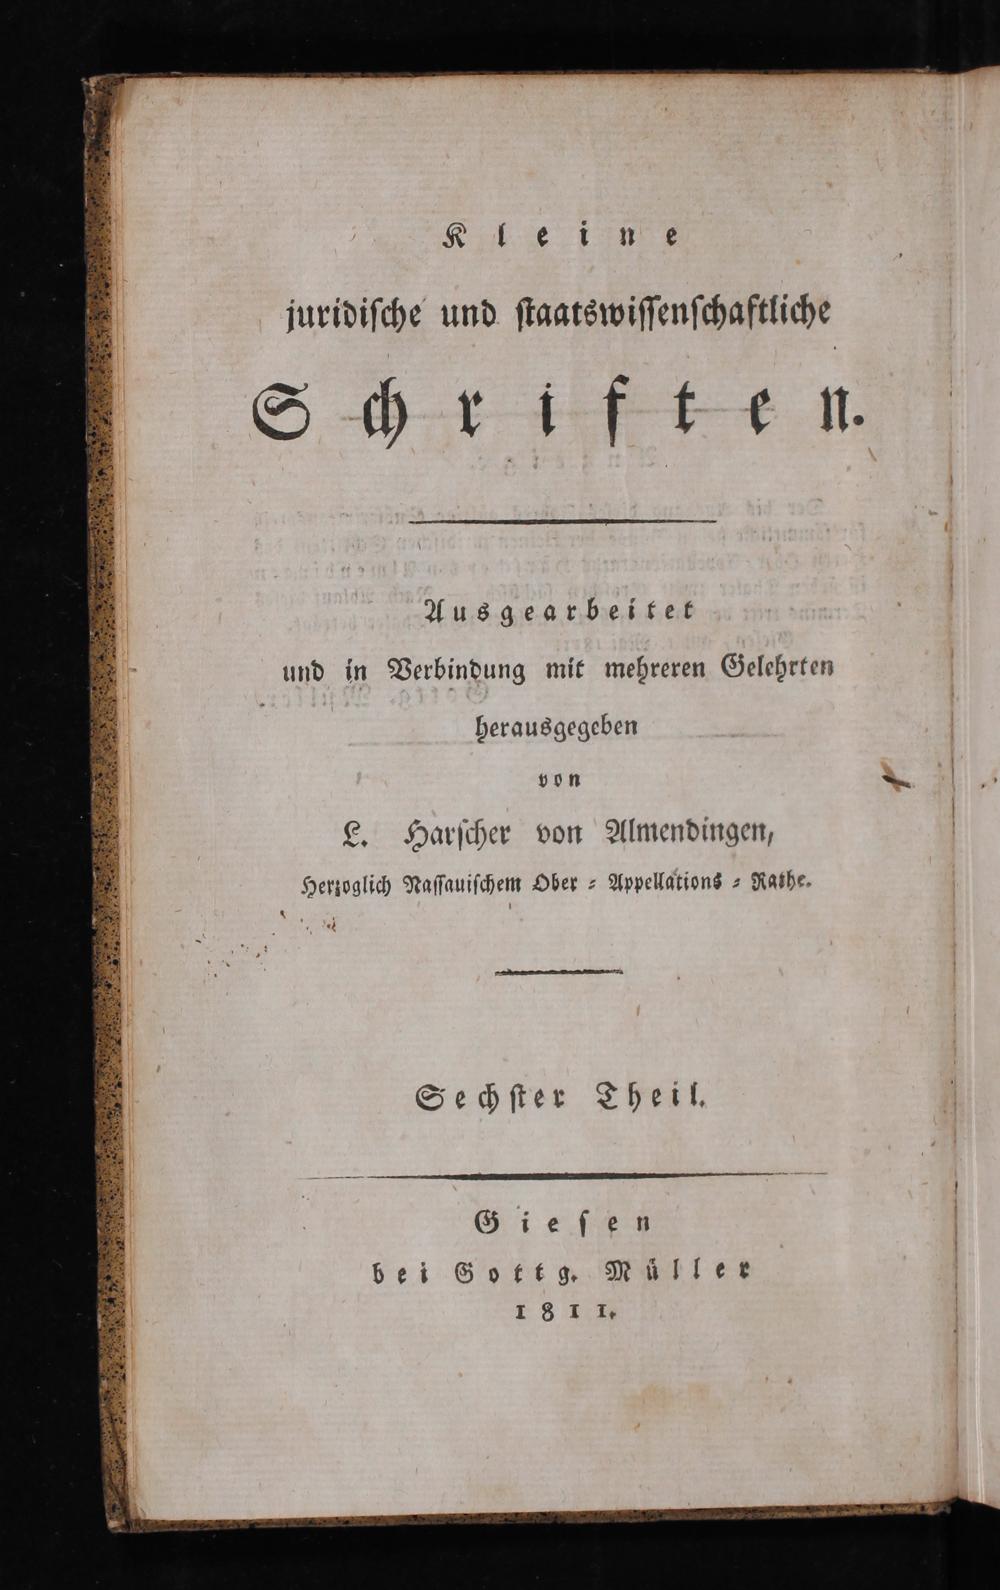 Kleine
juridiſche und ſtaatswiſſenſchaftliche
Schriften.
Ausgearbeitet
und in Verbindung mit mehreren Gelehrten
herausgegeben
von
L. Harſcher von Almendingen,
Herzoglich Naſſauiſchem Ober-Appellations-Rathe.
Sechſter Theil.
Gieſen
bei Gottg. Müller
1811.